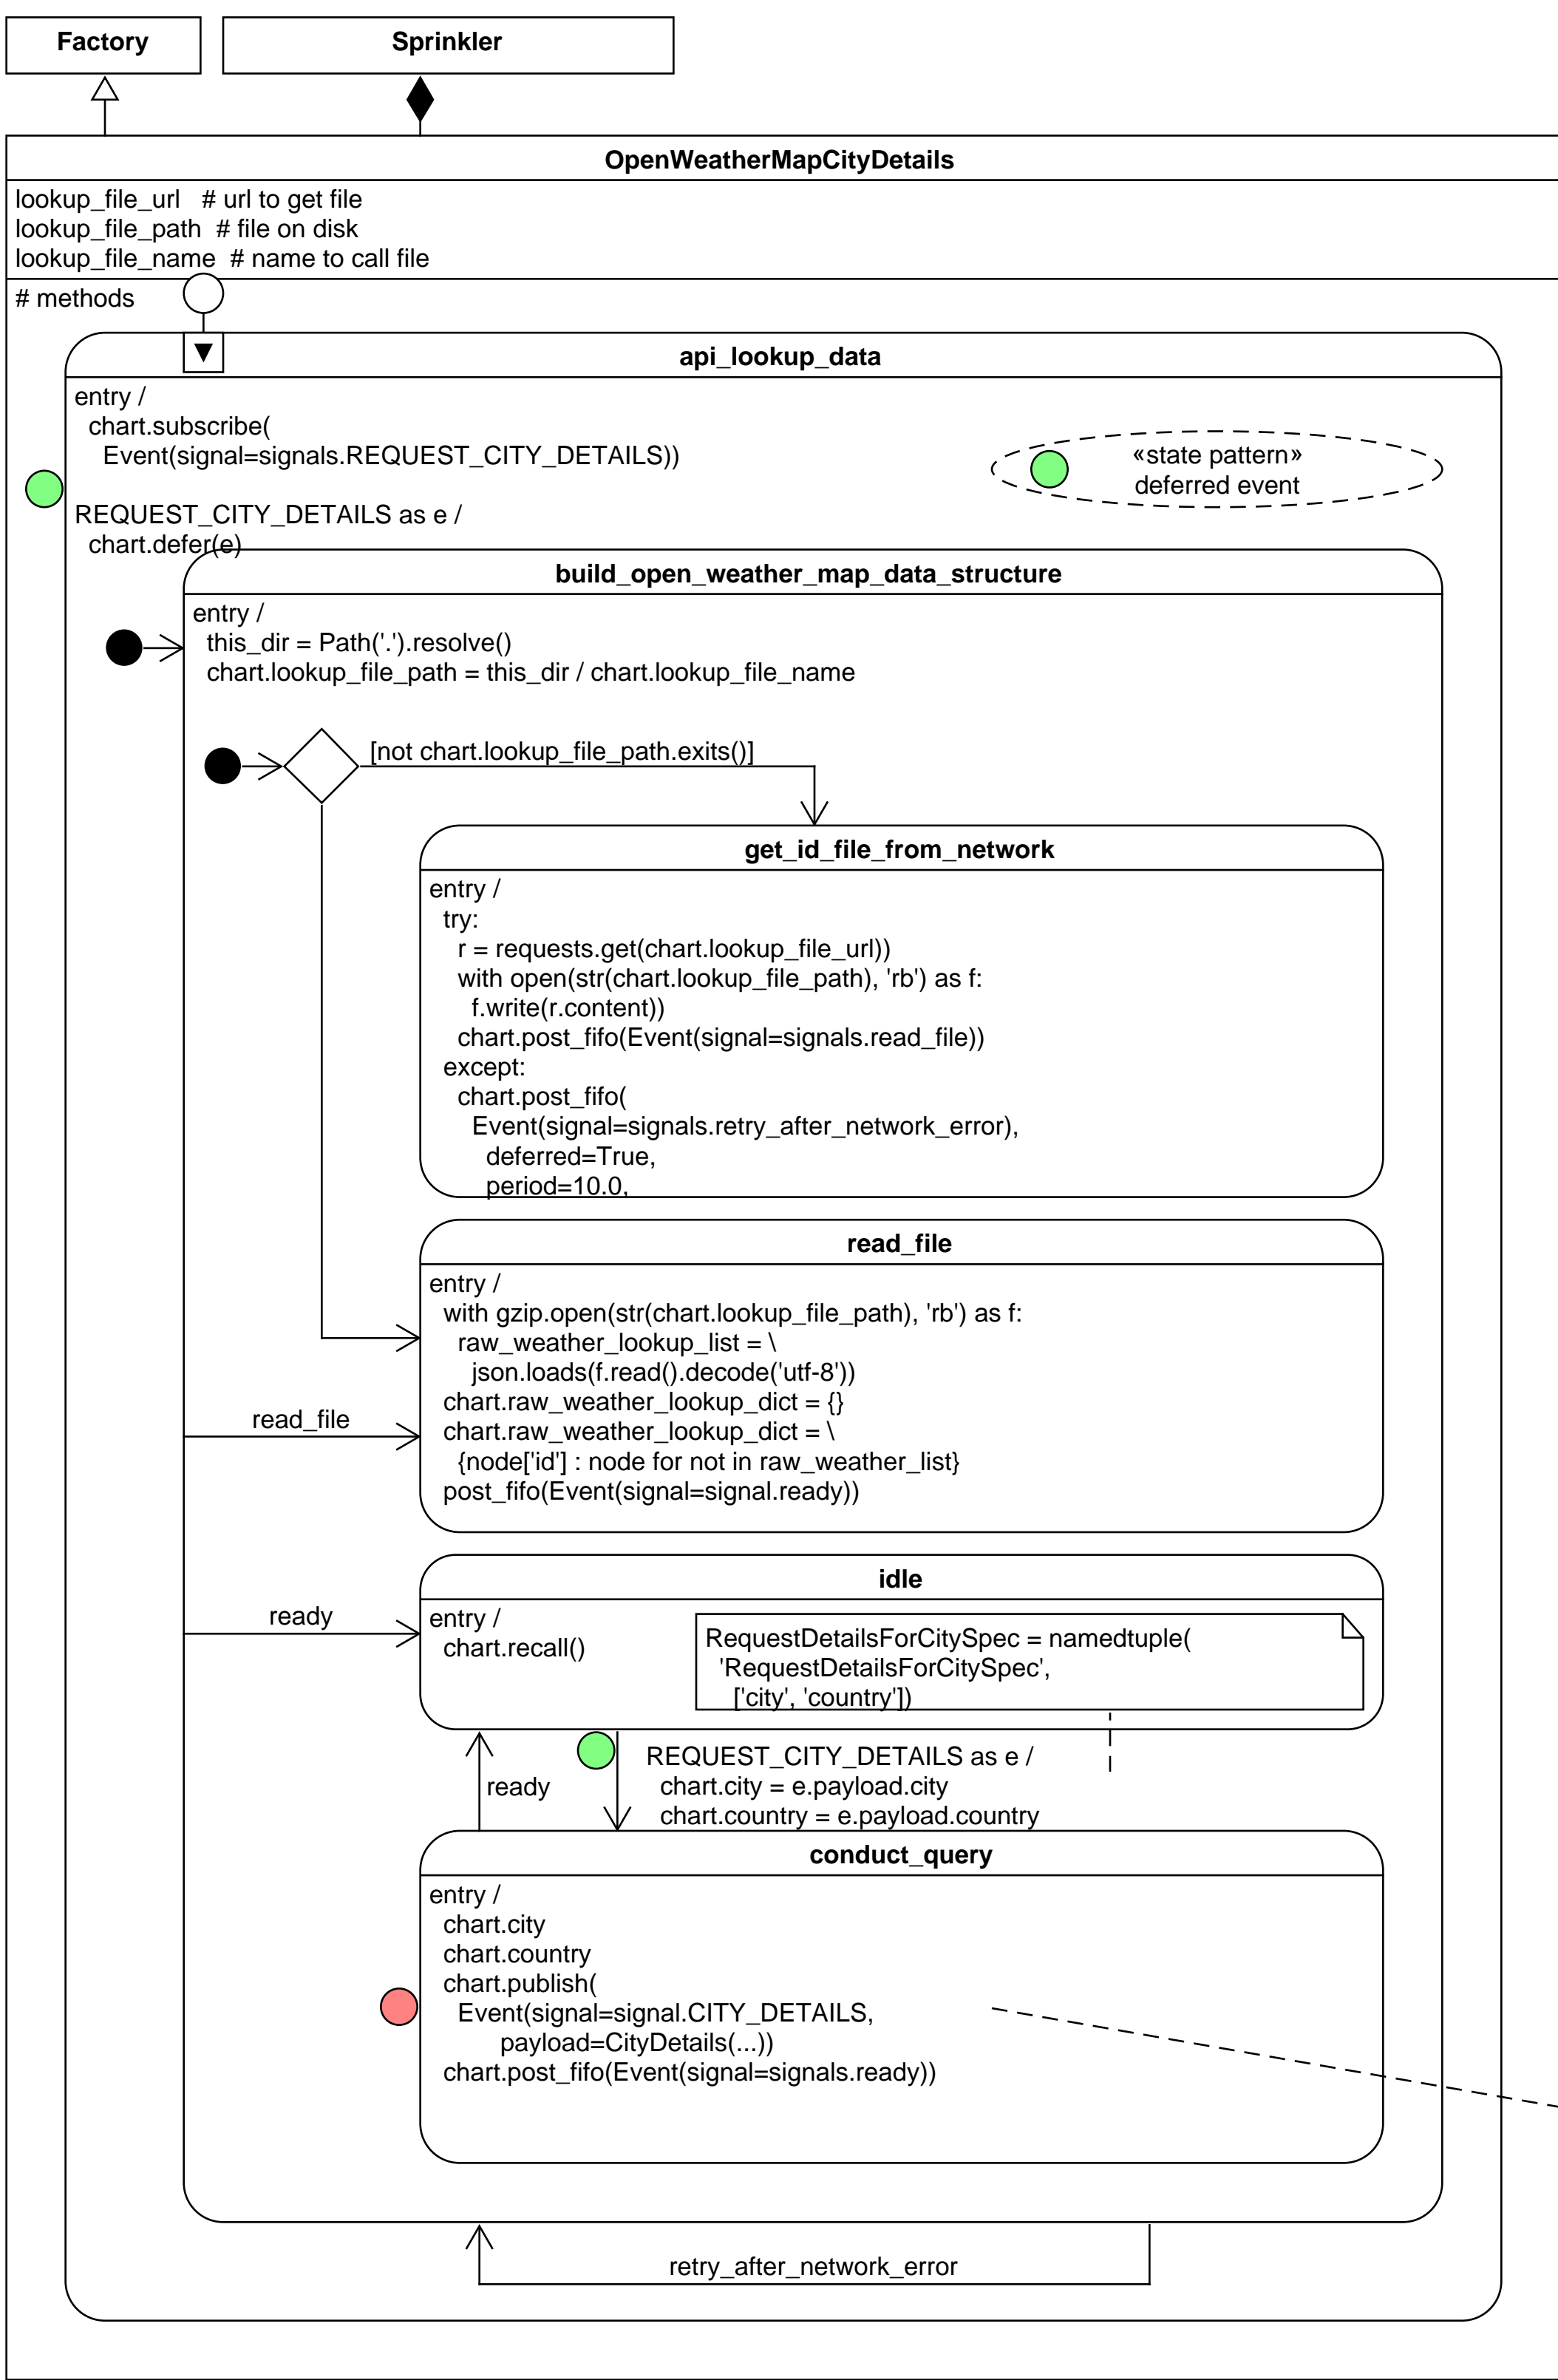 Factory
Sprinkler
OpenWeatherMapCityDetails
lookup_file_url   # url to get file
lookup_file_path  # file on disk
lookup_file_name  # name to call file
# methods
api_lookup_data
entry /
chart.subscribe(
Event(signal=signals.REQUEST_CITY_DETAILS))
«state pattern»
deferred event
REQUEST_CITY_DETAILS as e /
chart.defer(e)
build_open_weather_map_data_structure
entry /
this_dir = Path('.').resolve()
chart.lookup_file_path = this_dir / chart.lookup_file_name
[not chart.lookup_file_path.exits()]
get_id_file_from_network
entry /
try:
r = requests.get(chart.lookup_file_url))
with open(str(chart.lookup_file_path), 'rb') as f:
f.write(r.content))
chart.post_fifo(Event(signal=signals.read_file))
except:
chart.post_fifo(
Event(signal=signals.retry_after_network_error),
deferred=True,
period=10.0,
read_file
entry /
with gzip.open(str(chart.lookup_file_path), 'rb') as f:
raw_weather_lookup_list = \
json.loads(f.read().decode('utf-8'))
chart.raw_weather_lookup_dict = {}
chart.raw_weather_lookup_dict = \
{node['id'] : node for not in raw_weather_list}
post_fifo(Event(signal=signal.ready))
read_file
idle
ready
entry /
chart.recall()
RequestDetailsForCitySpec = namedtuple(
'RequestDetailsForCitySpec',
['city', 'country'])
ready
REQUEST_CITY_DETAILS as e /
chart.city = e.payload.city
chart.country = e.payload.country
conduct_query
entry /
chart.city
chart.country
chart.publish(
Event(signal=signal.CITY_DETAILS,
payload=CityDetails(...))
chart.post_fifo(Event(signal=signals.ready))
retry_after_network_error